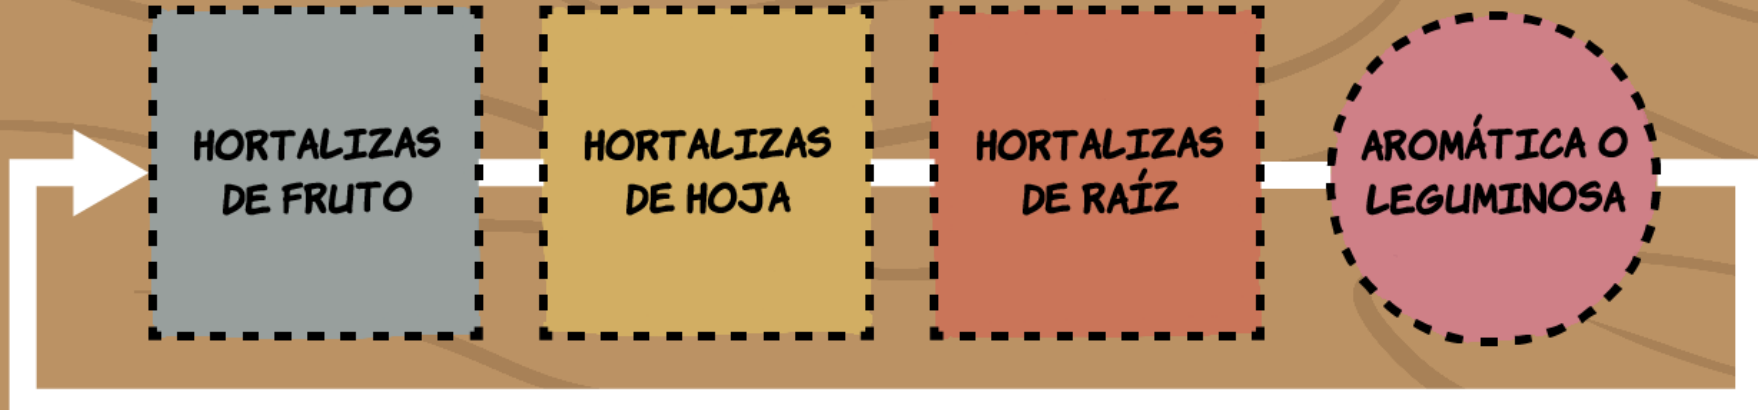 HORTALIZAS
DE FRUTO
HORTALIZAS
DE HOJA
HORTALIZAS
DE RAÍZ
AROMÁTICA O
LEGUMINOSA